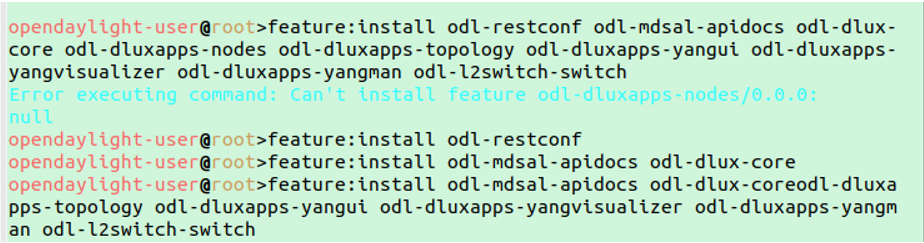 opendaylight-user@root>feature:install odl-restconf odl-mdsal-apidocs odl-dlux-
core odl-dluxapps-nodes odl-dluxapps-topology odl-dluxapps-yangui odl-dluxapps-
yangvisualizer odl-dluxapps-yangman odl-l2switch-switch
Error executing command: Can't install feature odl-dluxapps-nodes/0.0.0:
null
opendaylight-user@root>feature:install odl-restconf
opendaylight-user@root>feature:install odl-mdsal-apidocs odl-dlux-core
opendaylight-user@root>feature:install odl-mdsal-apidocs odl-dlux-coreodl-dluxa
pps-topology odl-dluxapps-yangui odl-dluxapps-yangvisualizer odl-dluxapps-yangm
an odl-l2switch-switch